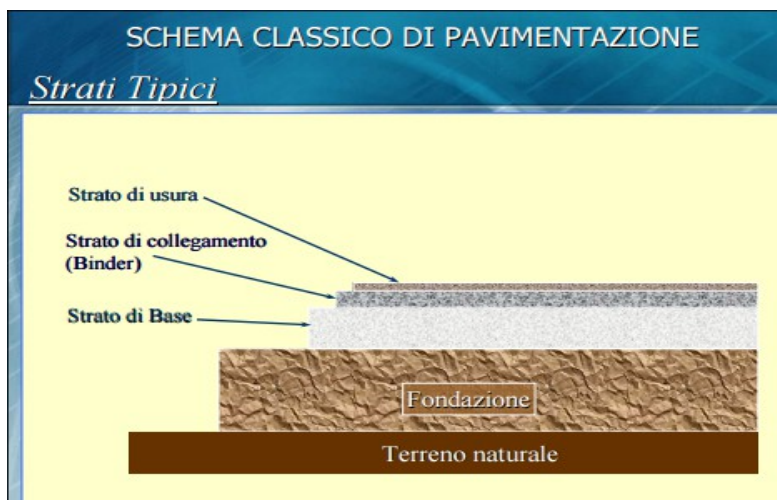 SCHEMA CLASSICO DI PAVIMENTAZIONE
Strati Tipici
Strato di usura
Strato di collegamento
(Binder)
Strato di Base
Fondazione
Terreno naturale